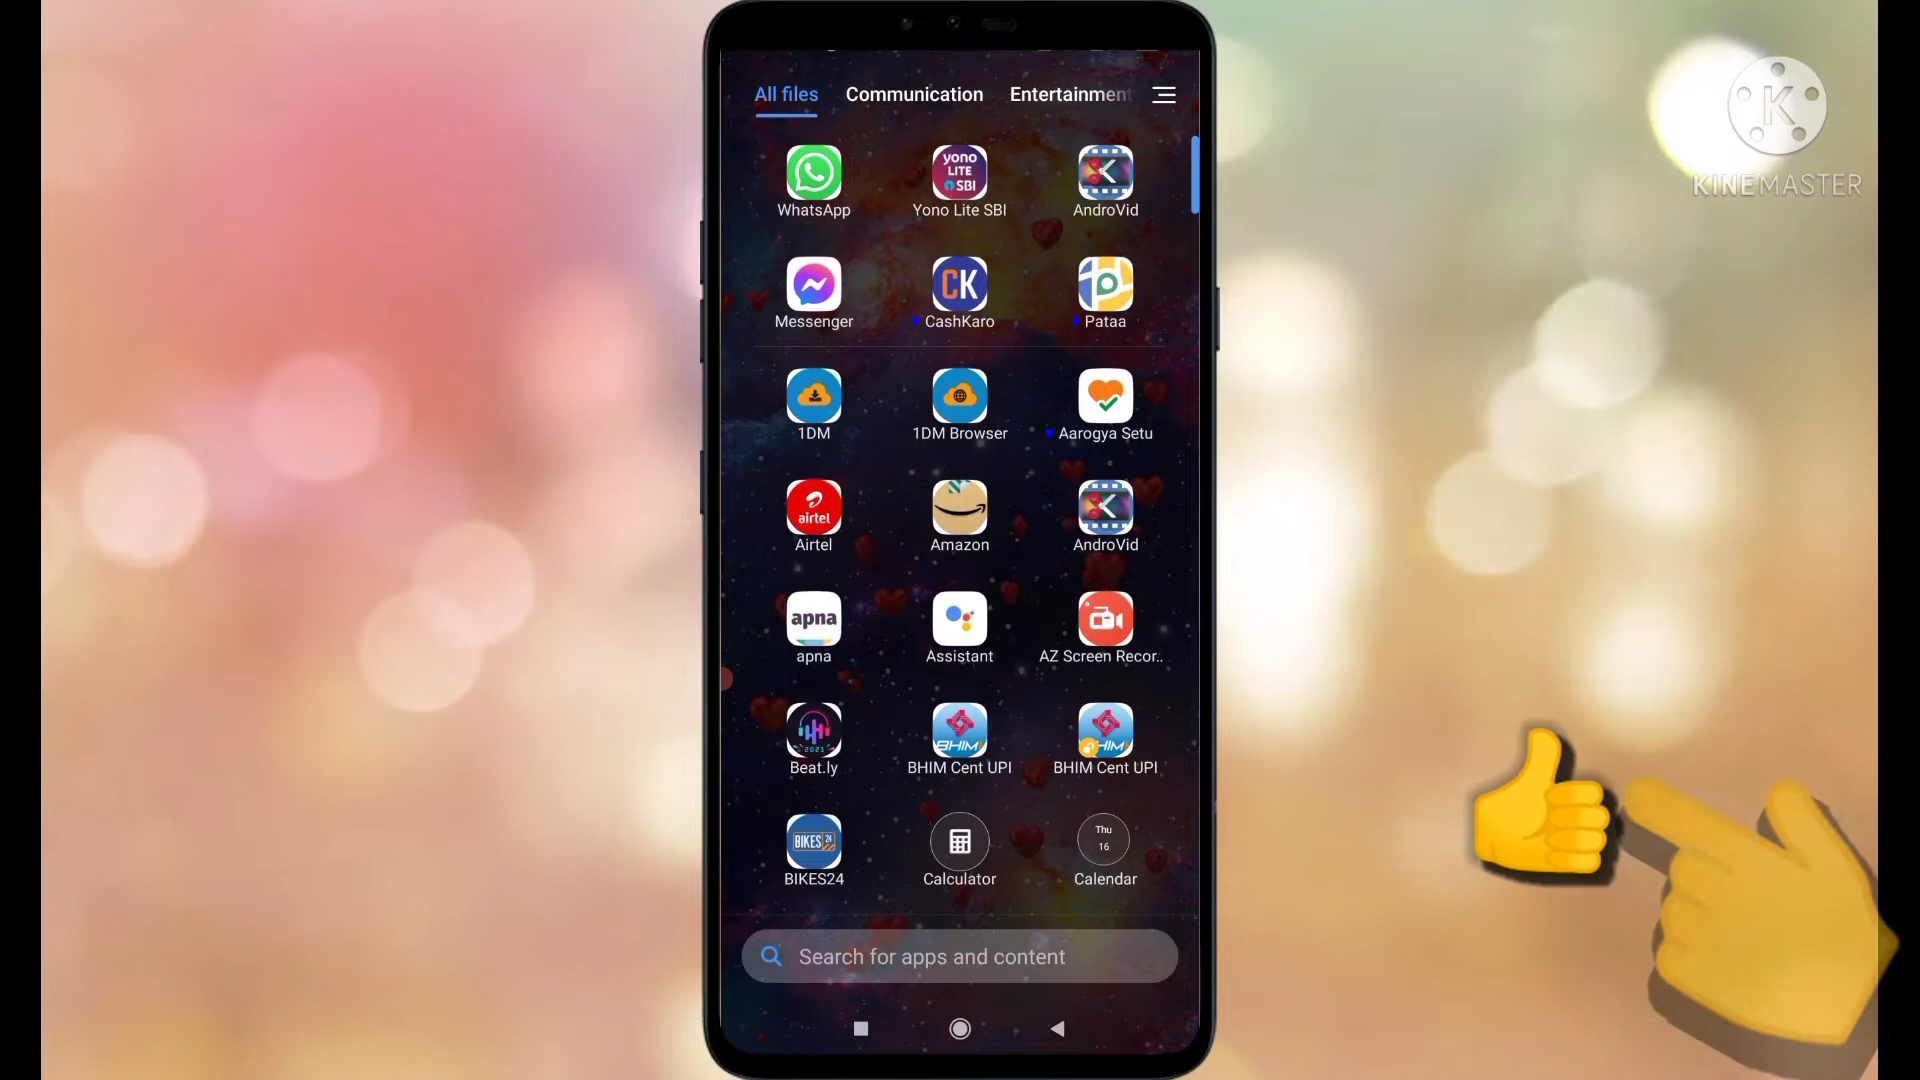 All files Communication Entertainment
yono
LITE
SBI
WhatsApp Yono Lite SBI AndroVid
CK
Messenger CashKaro Pataa
1DM 1DM Browser Aarogya Setu
airtel
Airtel Amazon AndroVid
apna
apna Assistant AZ Screen Recor..
2021 BHIM BHIM
Beat.ly BHIM Cent UPI BHIM Cent UPI
BIKES 24
Thu
16
BIKES24 Calculator Calendar
Search for apps and content
K
KINEMASTER